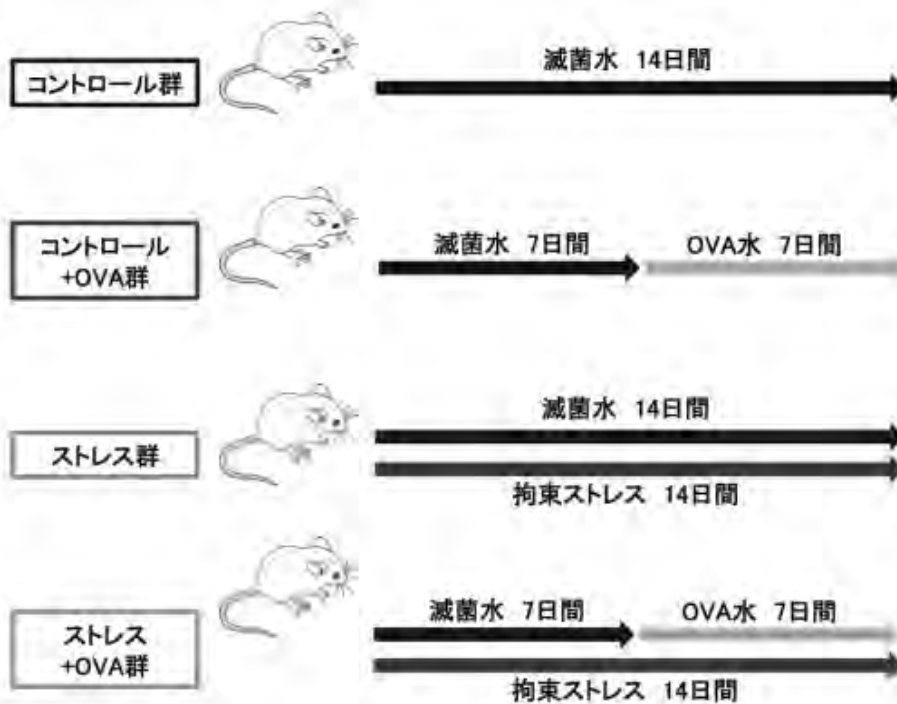 コントロール群
滅菌水 14日間
コントロール
+OVA群
滅菌水 7日間
OVA水 7日間
ストレス群
滅菌水 14日間
拘束ストレス 14日間
ストレス
+OVA群
滅菌水 7日間
OVA水 7日間
拘束ストレス 14日間